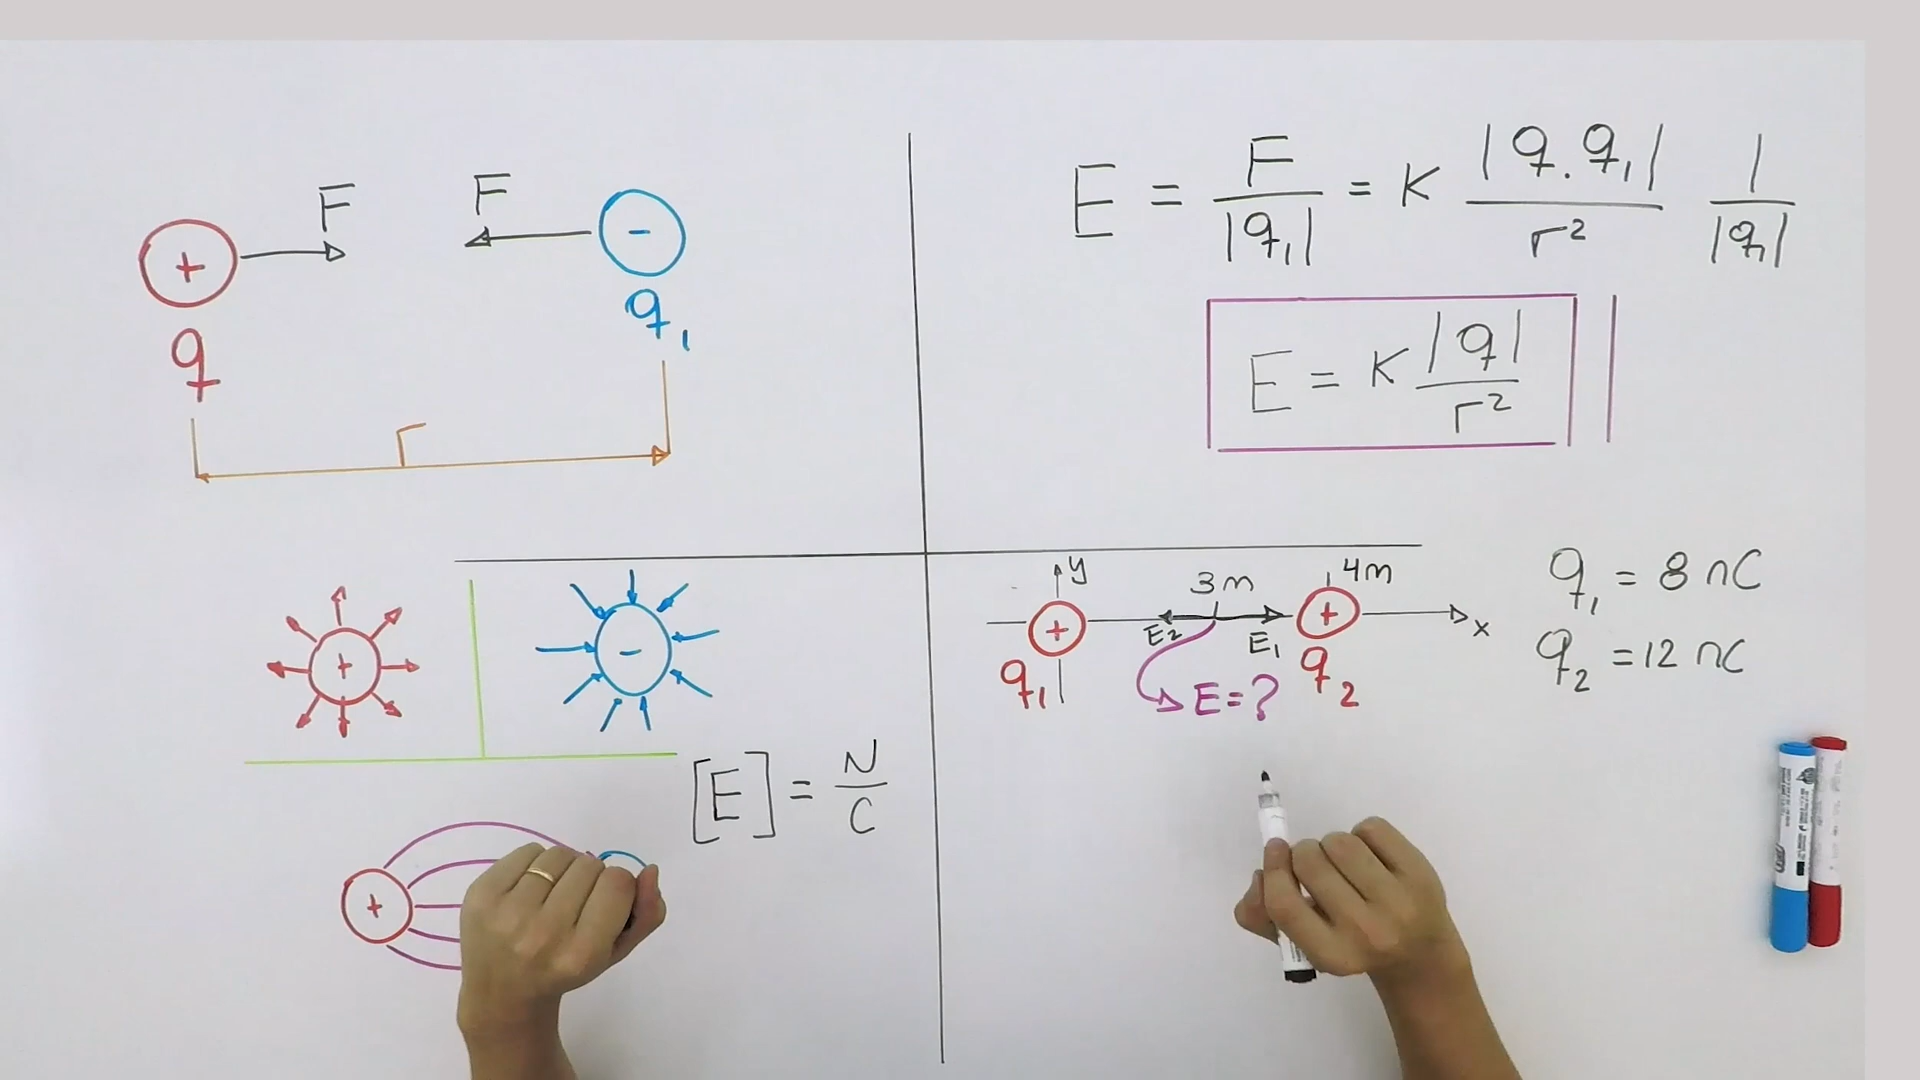 F F
+ -
q q₁
r
E = F/|q₁| = K |q.q₁|/r² 1/|q₁|
E = K |q|/r²
+ -
[E] = N/C
+
y 3m 4m
+ E₂ E₁ + x
q₁ E=? q₂
q₁ = 8 nC
q₂ = 12 nC